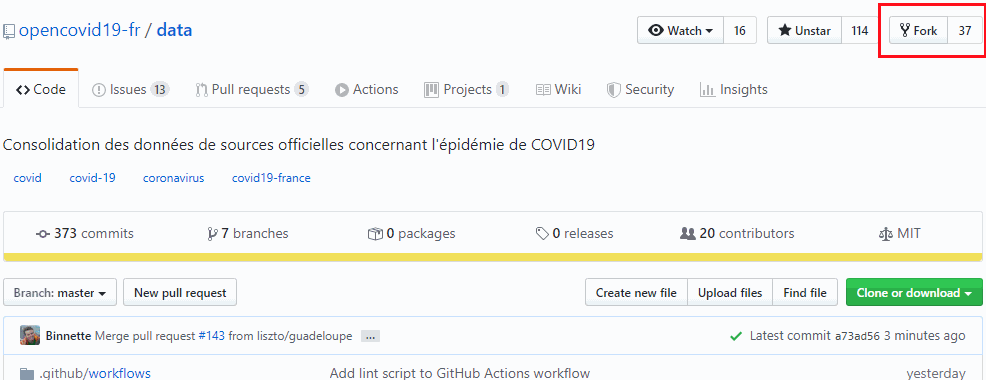 opencovid19-fr / data Watch 16 Unstar 114 Fork 37
Code Issues 13 Pull requests 5 Actions Projects 1 Wiki Security Insights
Consolidation des données de sources officielles concernant l'épidémie de COVID19
covid covid-19 coronavirus covid19-france
373 commits 7 branches 0 packages 0 releases 20 contributors MIT
Branch: master New pull request Create new file Upload files Find file Clone or download
Binnette Merge pull request #143 from liszto/guadeloupe ... Latest commit a73ad56 3 minutes ago
.github/workflows Add lint script to GitHub Actions workflow yesterday